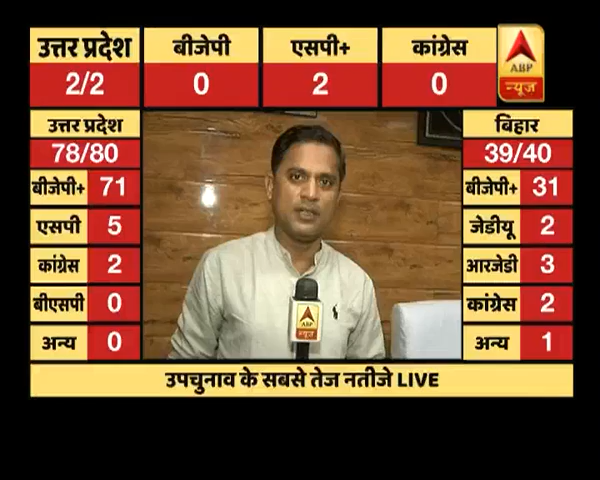 उत्तर प्रदेश बीजेपी एसपी+ कांग्रेस
2/2 0 2 0
ABP
न्यूज़
उत्तर प्रदेश
78/80
बीजेपी+ 71
एसपी 5
कांग्रेस 2
बीएसपी 0
अन्य 0
ABP
न्यूज़
बिहार
39/40
बीजेपी+ 31
जेडीयू 2
आरजेडी 3
कांग्रेस 2
अन्य 1
उपचुनाव के सबसे तेज नतीजे LIVE